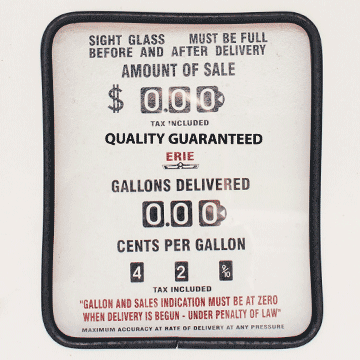 SIGHT GLASS MUST BE FULL
BEFORE AND AFTER DELIVERY
AMOUNT OF SALE
$ 0.00
TAX INCLUDED
QUALITY GUARANTEED
ERIE
GALLONS DELIVERED
0.00
CENTS PER GALLON
4 2 9/10
TAX INCLUDED
"GALLON AND SALES INDICATION MUST BE AT ZERO
WHEN DELIVERY IS BEGUN - UNDER PENALTY OF LAW"
MAXIMUM ACCURACY AT RATE OF DELIVERY AT ANY PRESSURE